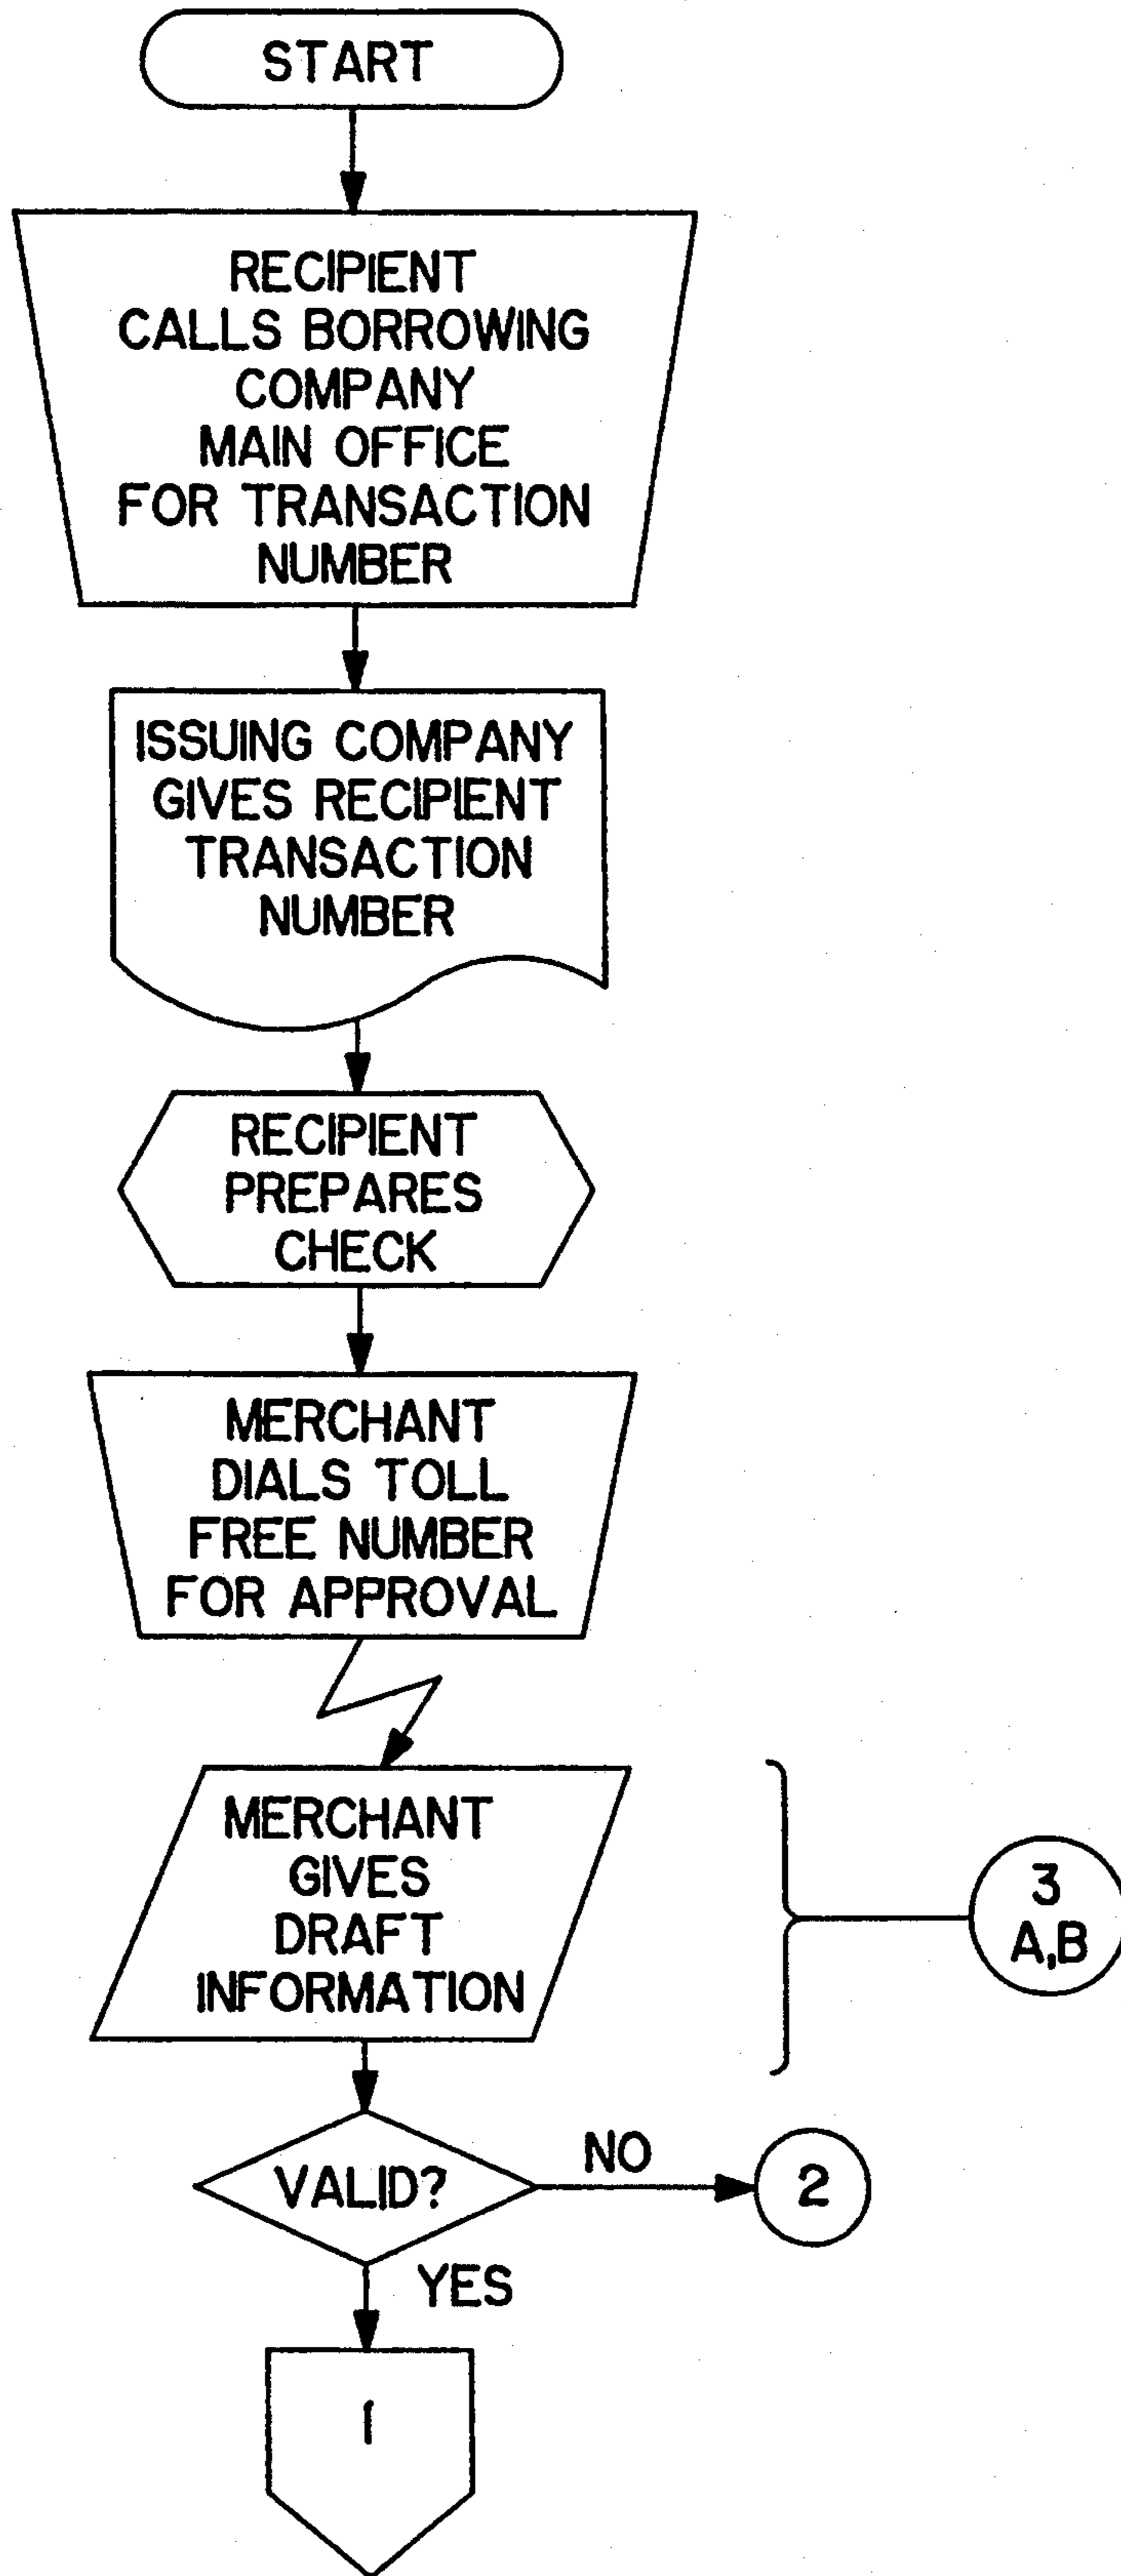 START
RECIPIENT
CALLS BORROWING
COMPANY
MAIN OFFICE
FOR TRANSACTION
NUMBER
ISSUING COMPANY
GIVES RECIPIENT
TRANSACTION
NUMBER
RECIPIENT
PREPARES
CHECK
MERCHANT
DIALS TOLL
FREE NUMBER
FOR APPROVAL
MERCHANT
GIVES
DRAFT
INFORMATION
3
A,B
VALID?
NO
2
YES
1